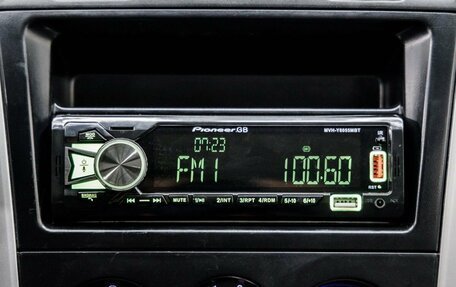 Pioneer.GB MVH-Y8055MBT
07:23
FM1 100.60
RST
MUTE 1/▶II 2/INT 3/RPT 4/RDM 5/-10 6/+10